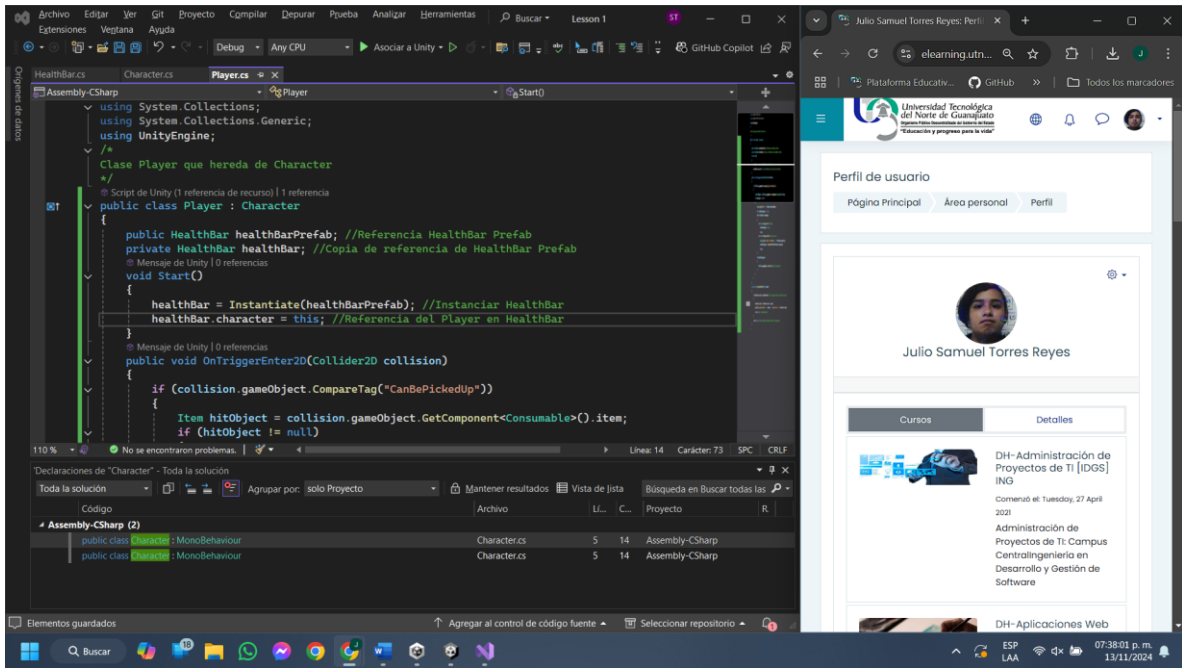 Archivo Editar Ver Git Proyecto Compilar Depurar Prueba Analizar Herramientas Buscar Lesson 1 ST
Extensiones Ventana Ayuda
Debug Any CPU Asociar a Unity GitHub Copilot
Orígenes de datos
HealthBar.cs Character.cs Player.cs
Assembly-CSharp Player Start()
using System.Collections;
using System.Collections.Generic;
using UnityEngine;
/*
Clase Player que hereda de Character
*/
Script de Unity (1 referencia de recurso) | 1 referencia
public class Player : Character
{
public HealthBar healthBarPrefab; //Referencia HealthBar Prefab
private HealthBar healthBar; //Copia de referencia de HealthBar Prefab
Mensaje de Unity | 0 referencias
void Start()
{
healthBar = Instantiate(healthBarPrefab); //Instanciar HealthBar
healthBar.character = this; //Referencia del Player en HealthBar
}
Mensaje de Unity | 0 referencias
public void OnTriggerEnter2D(Collider2D collision)
{
if (collision.gameObject.CompareTag("CanBePickedUp"))
{
Item hitObject = collision.gameObject.GetComponent<Consumable>().item;
if (hitObject != null)
110 % No se encontraron problemas. Línea: 14 Carácter: 73 SPC CRLF
'Declaraciones de "Character" - Toda la solución
Toda la solución Agrupar por: solo Proyecto Mantener resultados Vista de lista Búsqueda en Buscar todas las
Código Archivo Lí... C... Proyecto R
Assembly-CSharp (2)
public class Character : MonoBehaviour Character.cs 5 14 Assembly-CSharp
public class Character : MonoBehaviour Character.cs 5 14 Assembly-CSharp
Elementos guardados Agregar al control de código fuente Seleccionar repositorio
Julio Samuel Torres Reyes: Perfi
elearning.utn... J
Plataforma Educativ... GitHub Todos los marcadores
Universidad Tecnológica
del Norte de Guanajuato
Organismo Público Descentralizado del Gobierno del Estado
"Educación y progreso para la vida"
Perfil de usuario
Página Principal Área personal Perfil
Julio Samuel Torres Reyes
Cursos Detalles
DH-Administración de
Proyectos de TI [IDGS]
ING
Comenzó el: Tuesday, 27 April
2021
Administración de
Proyectos de TI: Campus
CentralIngeniería en
Desarrollo y Gestión de
Software
DH-Aplicaciones Web
Buscar 18 ESP 07:38:01 p. m.
LAA 13/11/2024